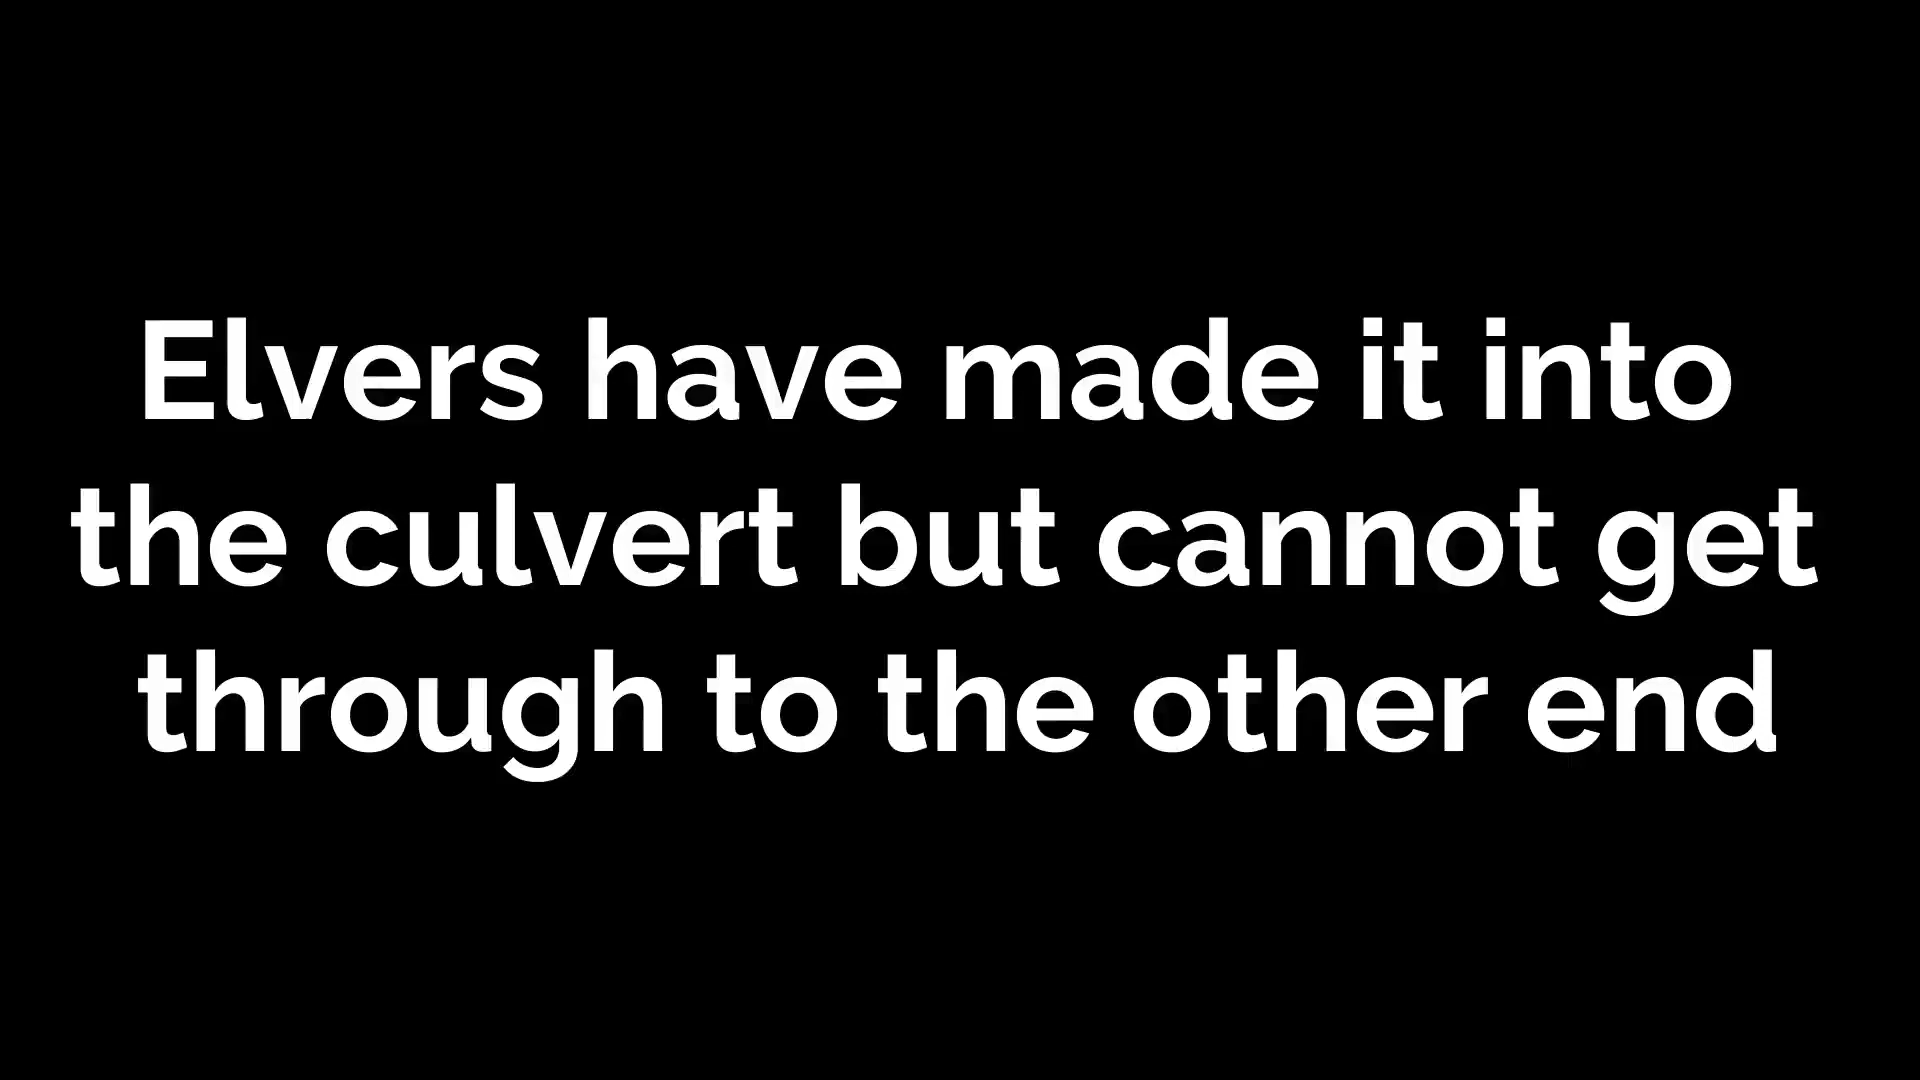 Elvers have made it into
the culvert but cannot get
through to the other end